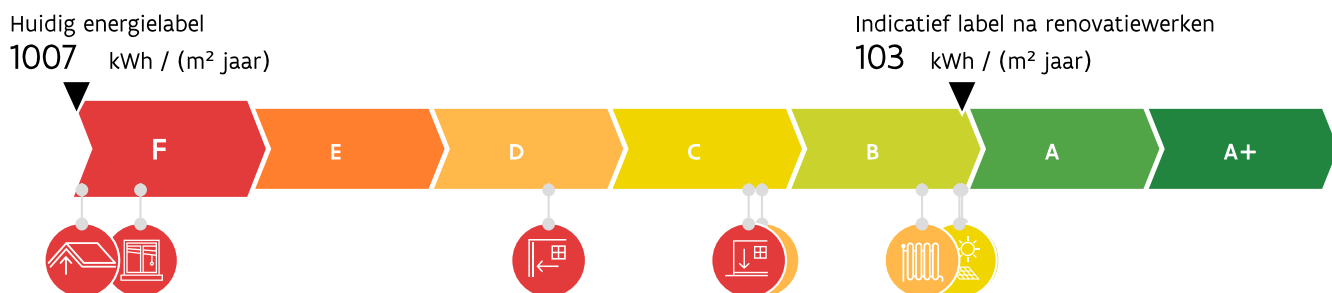 Huidig energielabel
1007 kWh / (m² jaar)
Indicatief label na renovatiewerken
103 kWh / (m² jaar)
F E D C B A A+